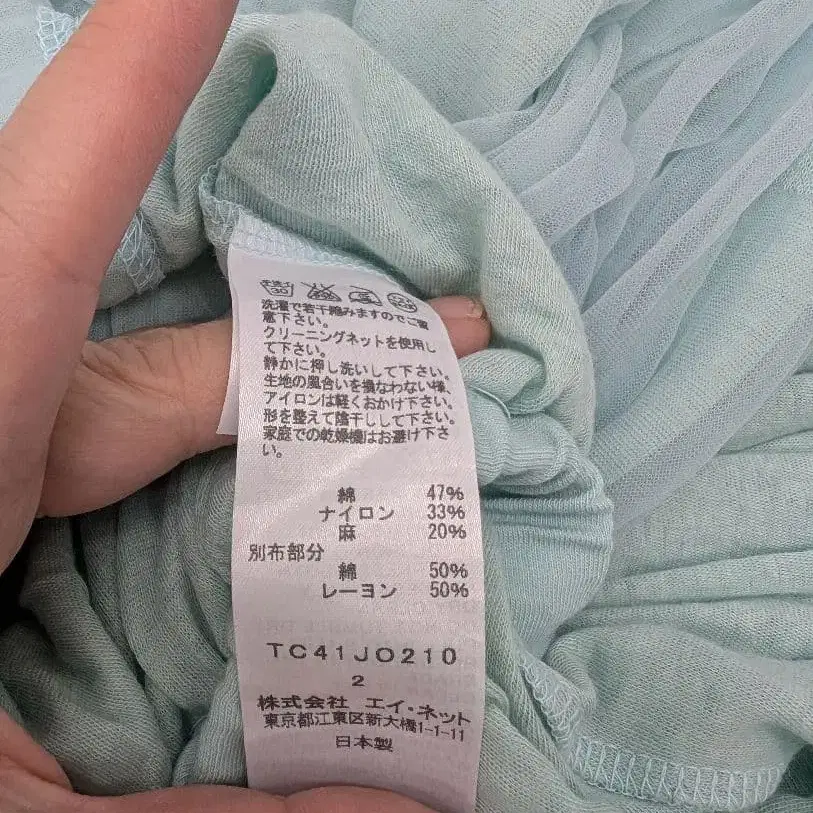 洗濯で若干縮みますのでご留
意下さい。
クリーニングネットを使用し
て下さい。
静かに押し洗いして下さい。
生地の風合いを損なわない様、
アイロンは軽くおかけ下さい。
形を整えて陰干しして下さい。
家庭での乾燥機はお避け下さ
い。
綿 47%
ナイロン 33%
麻 20%
別布部分
綿 50%
レーヨン 50%
TC41JO210
2
株式会社 エイ・ネット
東京都江東区新大橋1-1-11
日本製